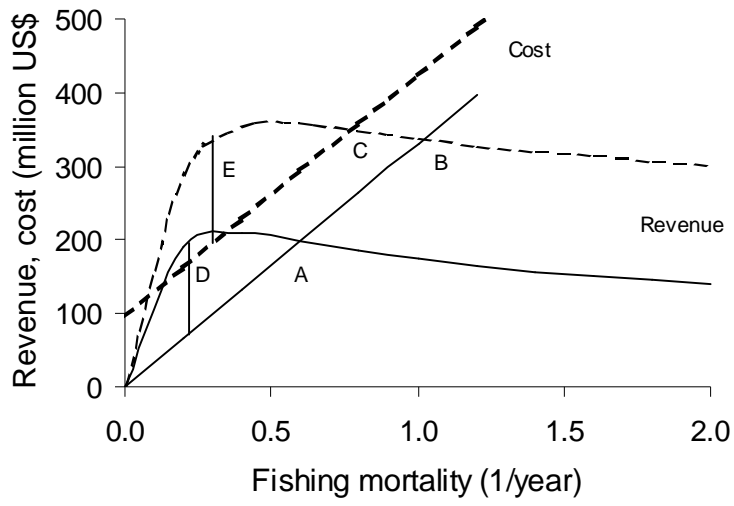 Revenue, cost (million US$
500
400
300
200
100
0
Cost
C
B
E
Revenue
D
A
0.0 0.5 1.0 1.5 2.0
Fishing mortality (1/year)